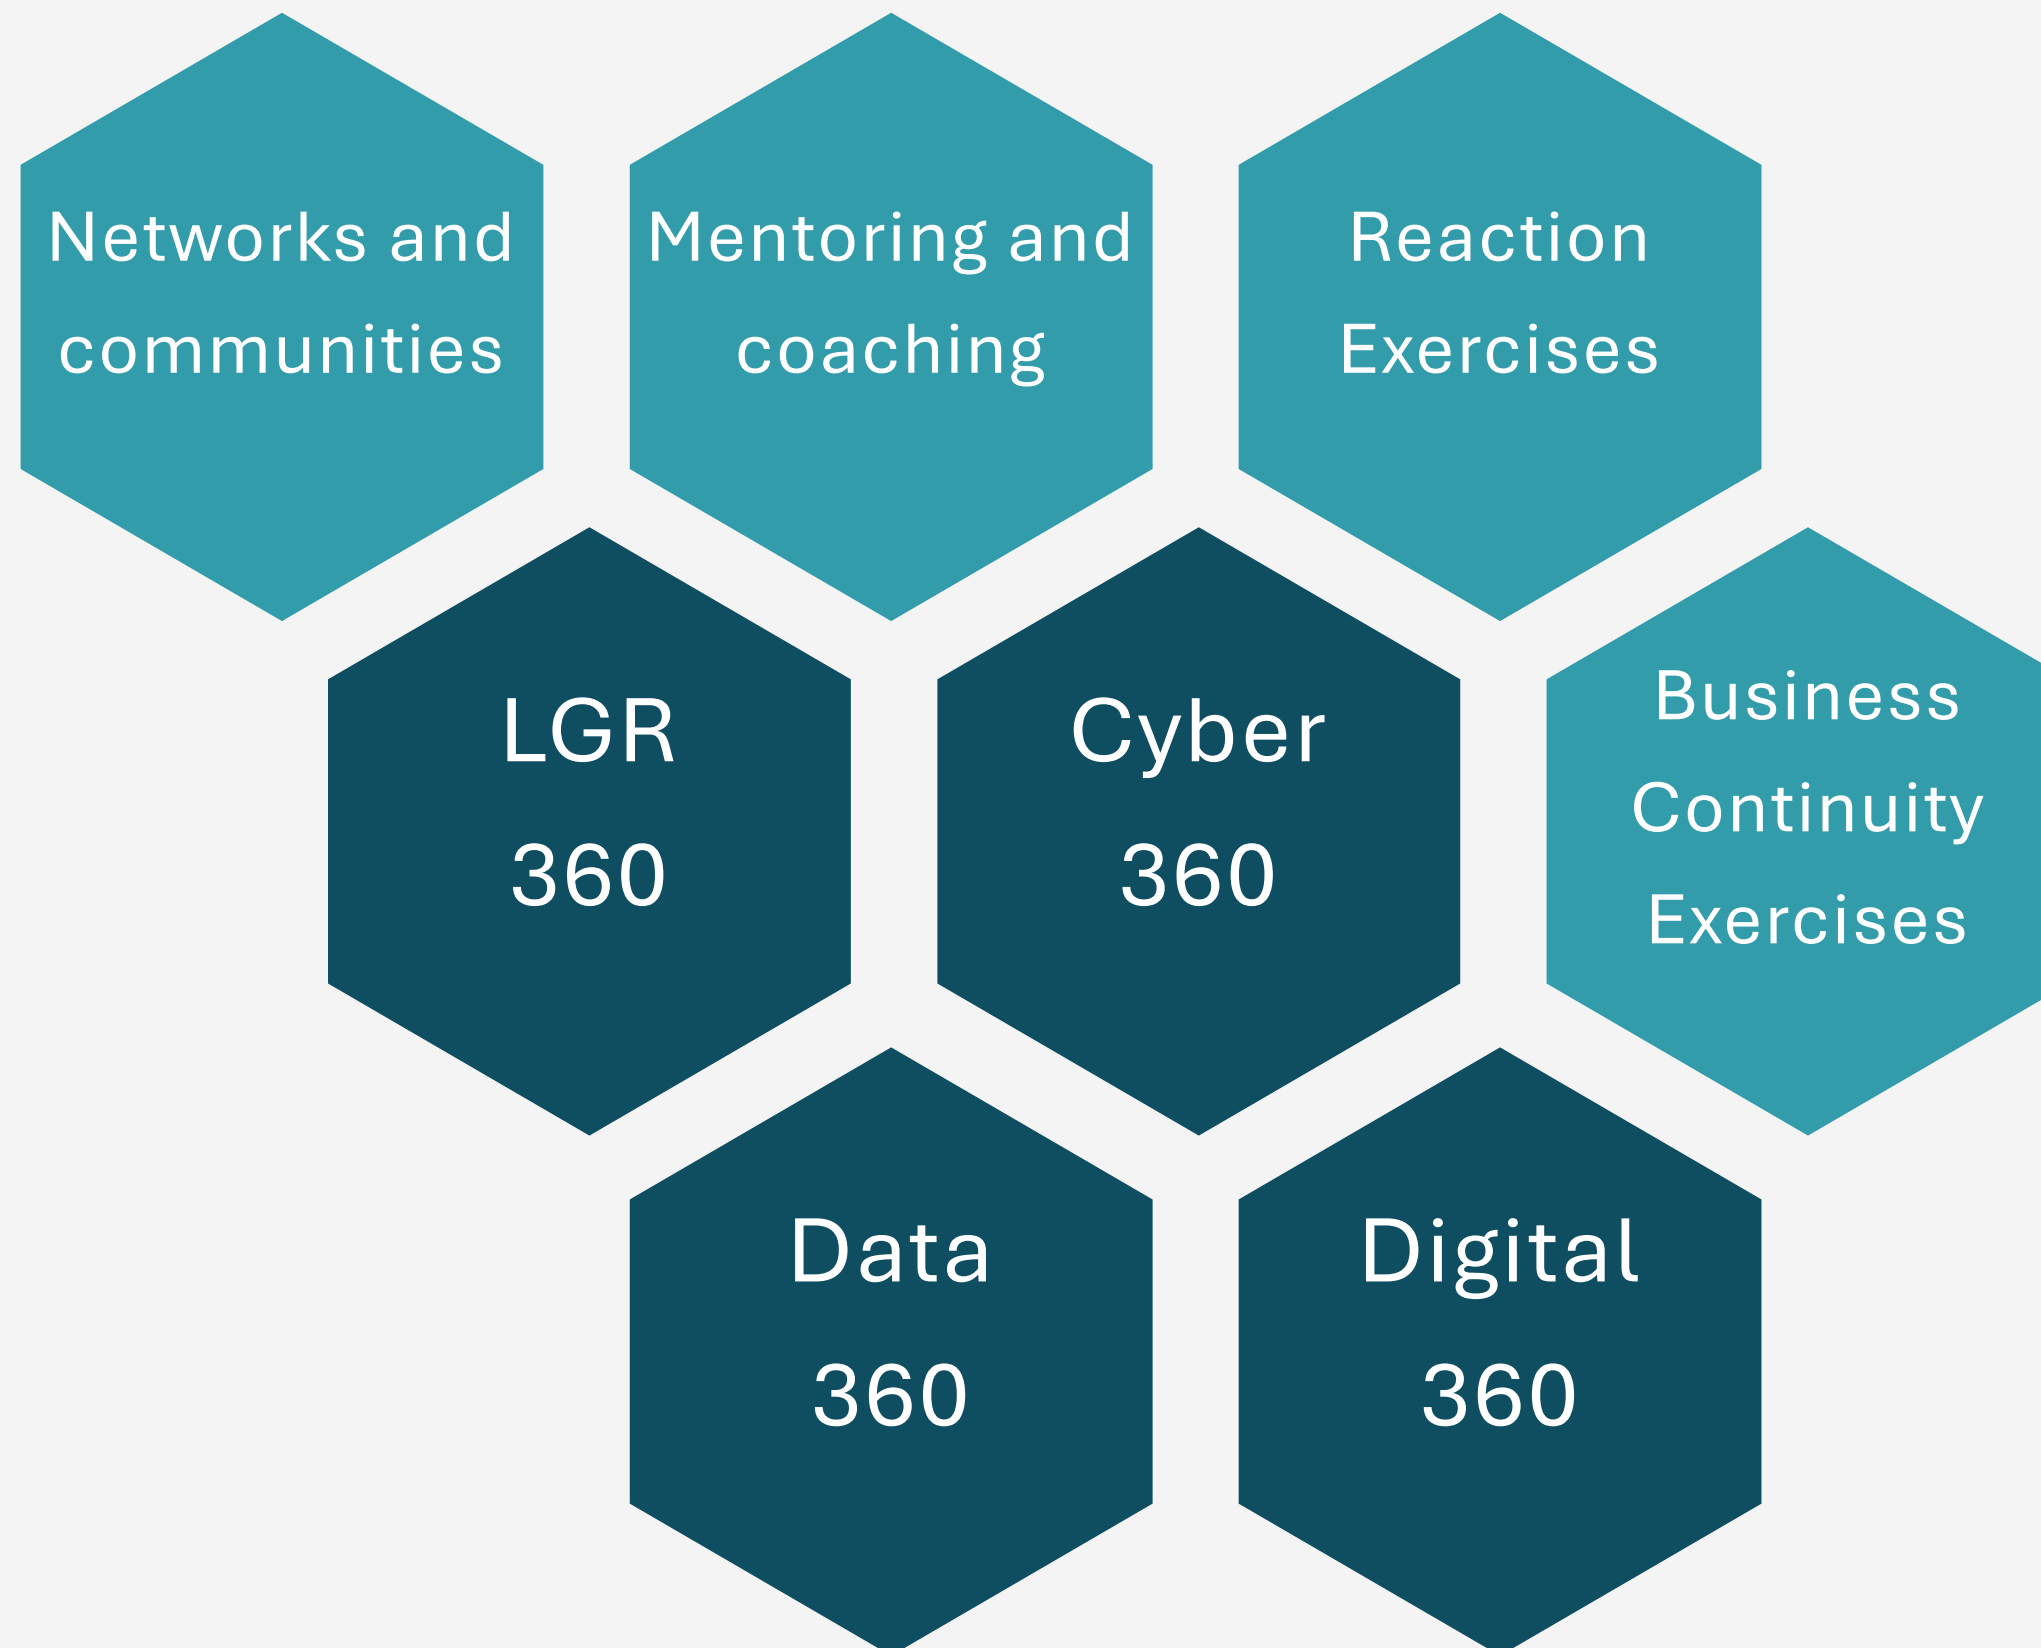 Networks and
communities
Mentoring and
coaching
Reaction
Exercises
LGR
360
Cyber
360
Business
Continuity
Exercises
Data
360
Digital
360